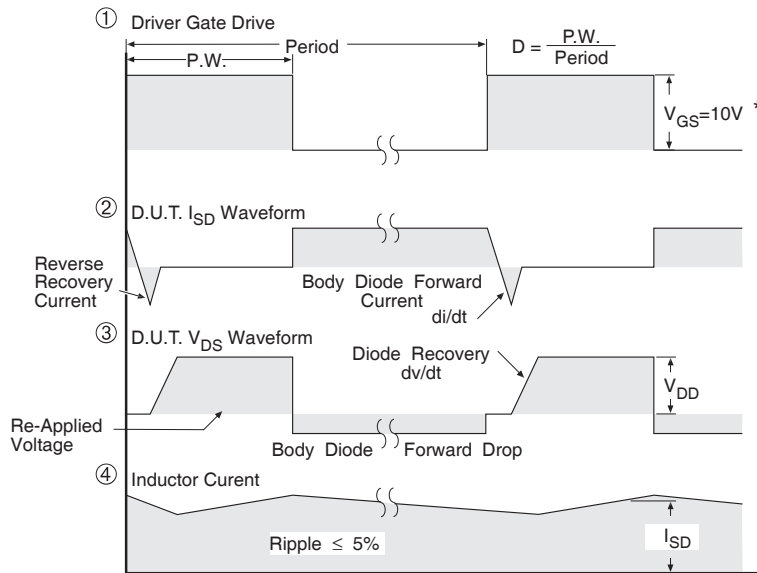 ① Driver Gate Drive
Period
P.W.
D = P.W.
Period
V_GS=10V *
② D.U.T. I_SD Waveform
Reverse
Recovery
Current
Body Diode Forward
Current
di/dt
③ D.U.T. V_DS Waveform
Diode Recovery
dv/dt
V_DD
Re-Applied
Voltage
Body Diode Forward Drop
④ Inductor Curent
Ripple ≤ 5%
I_SD